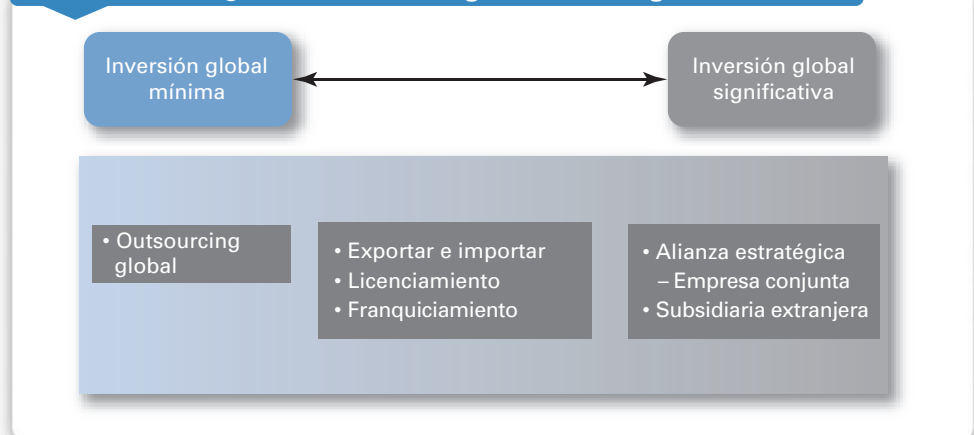 Inversión global
mínima
Inversión global
significativa
• Outsourcing
global
• Exportar e importar
• Licenciamiento
• Franquiciamiento
• Alianza estratégica
– Empresa conjunta
• Subsidiaria extranjera